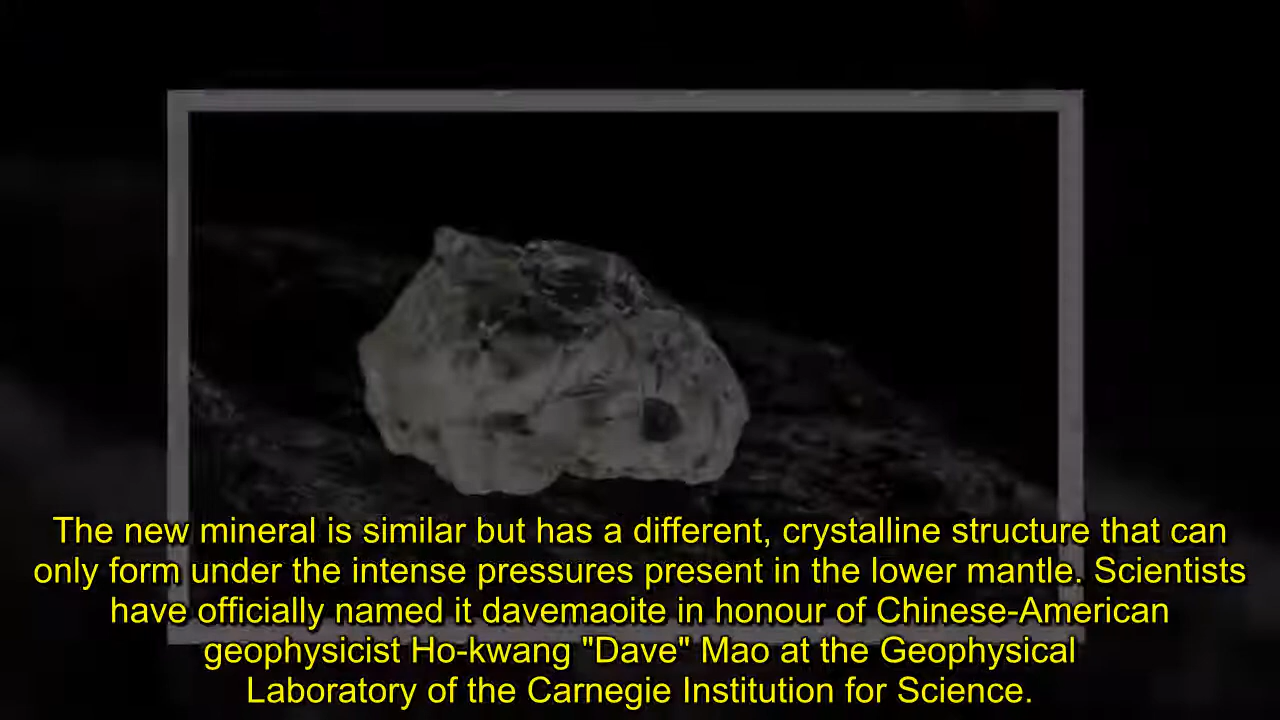 The new mineral is similar but has a different, crystalline structure that can
only form under the intense pressures present in the lower mantle. Scientists
have officially named it davemaoite in honour of Chinese-American
geophysicist Ho-kwang "Dave" Mao at the Geophysical
Laboratory of the Carnegie Institution for Science.